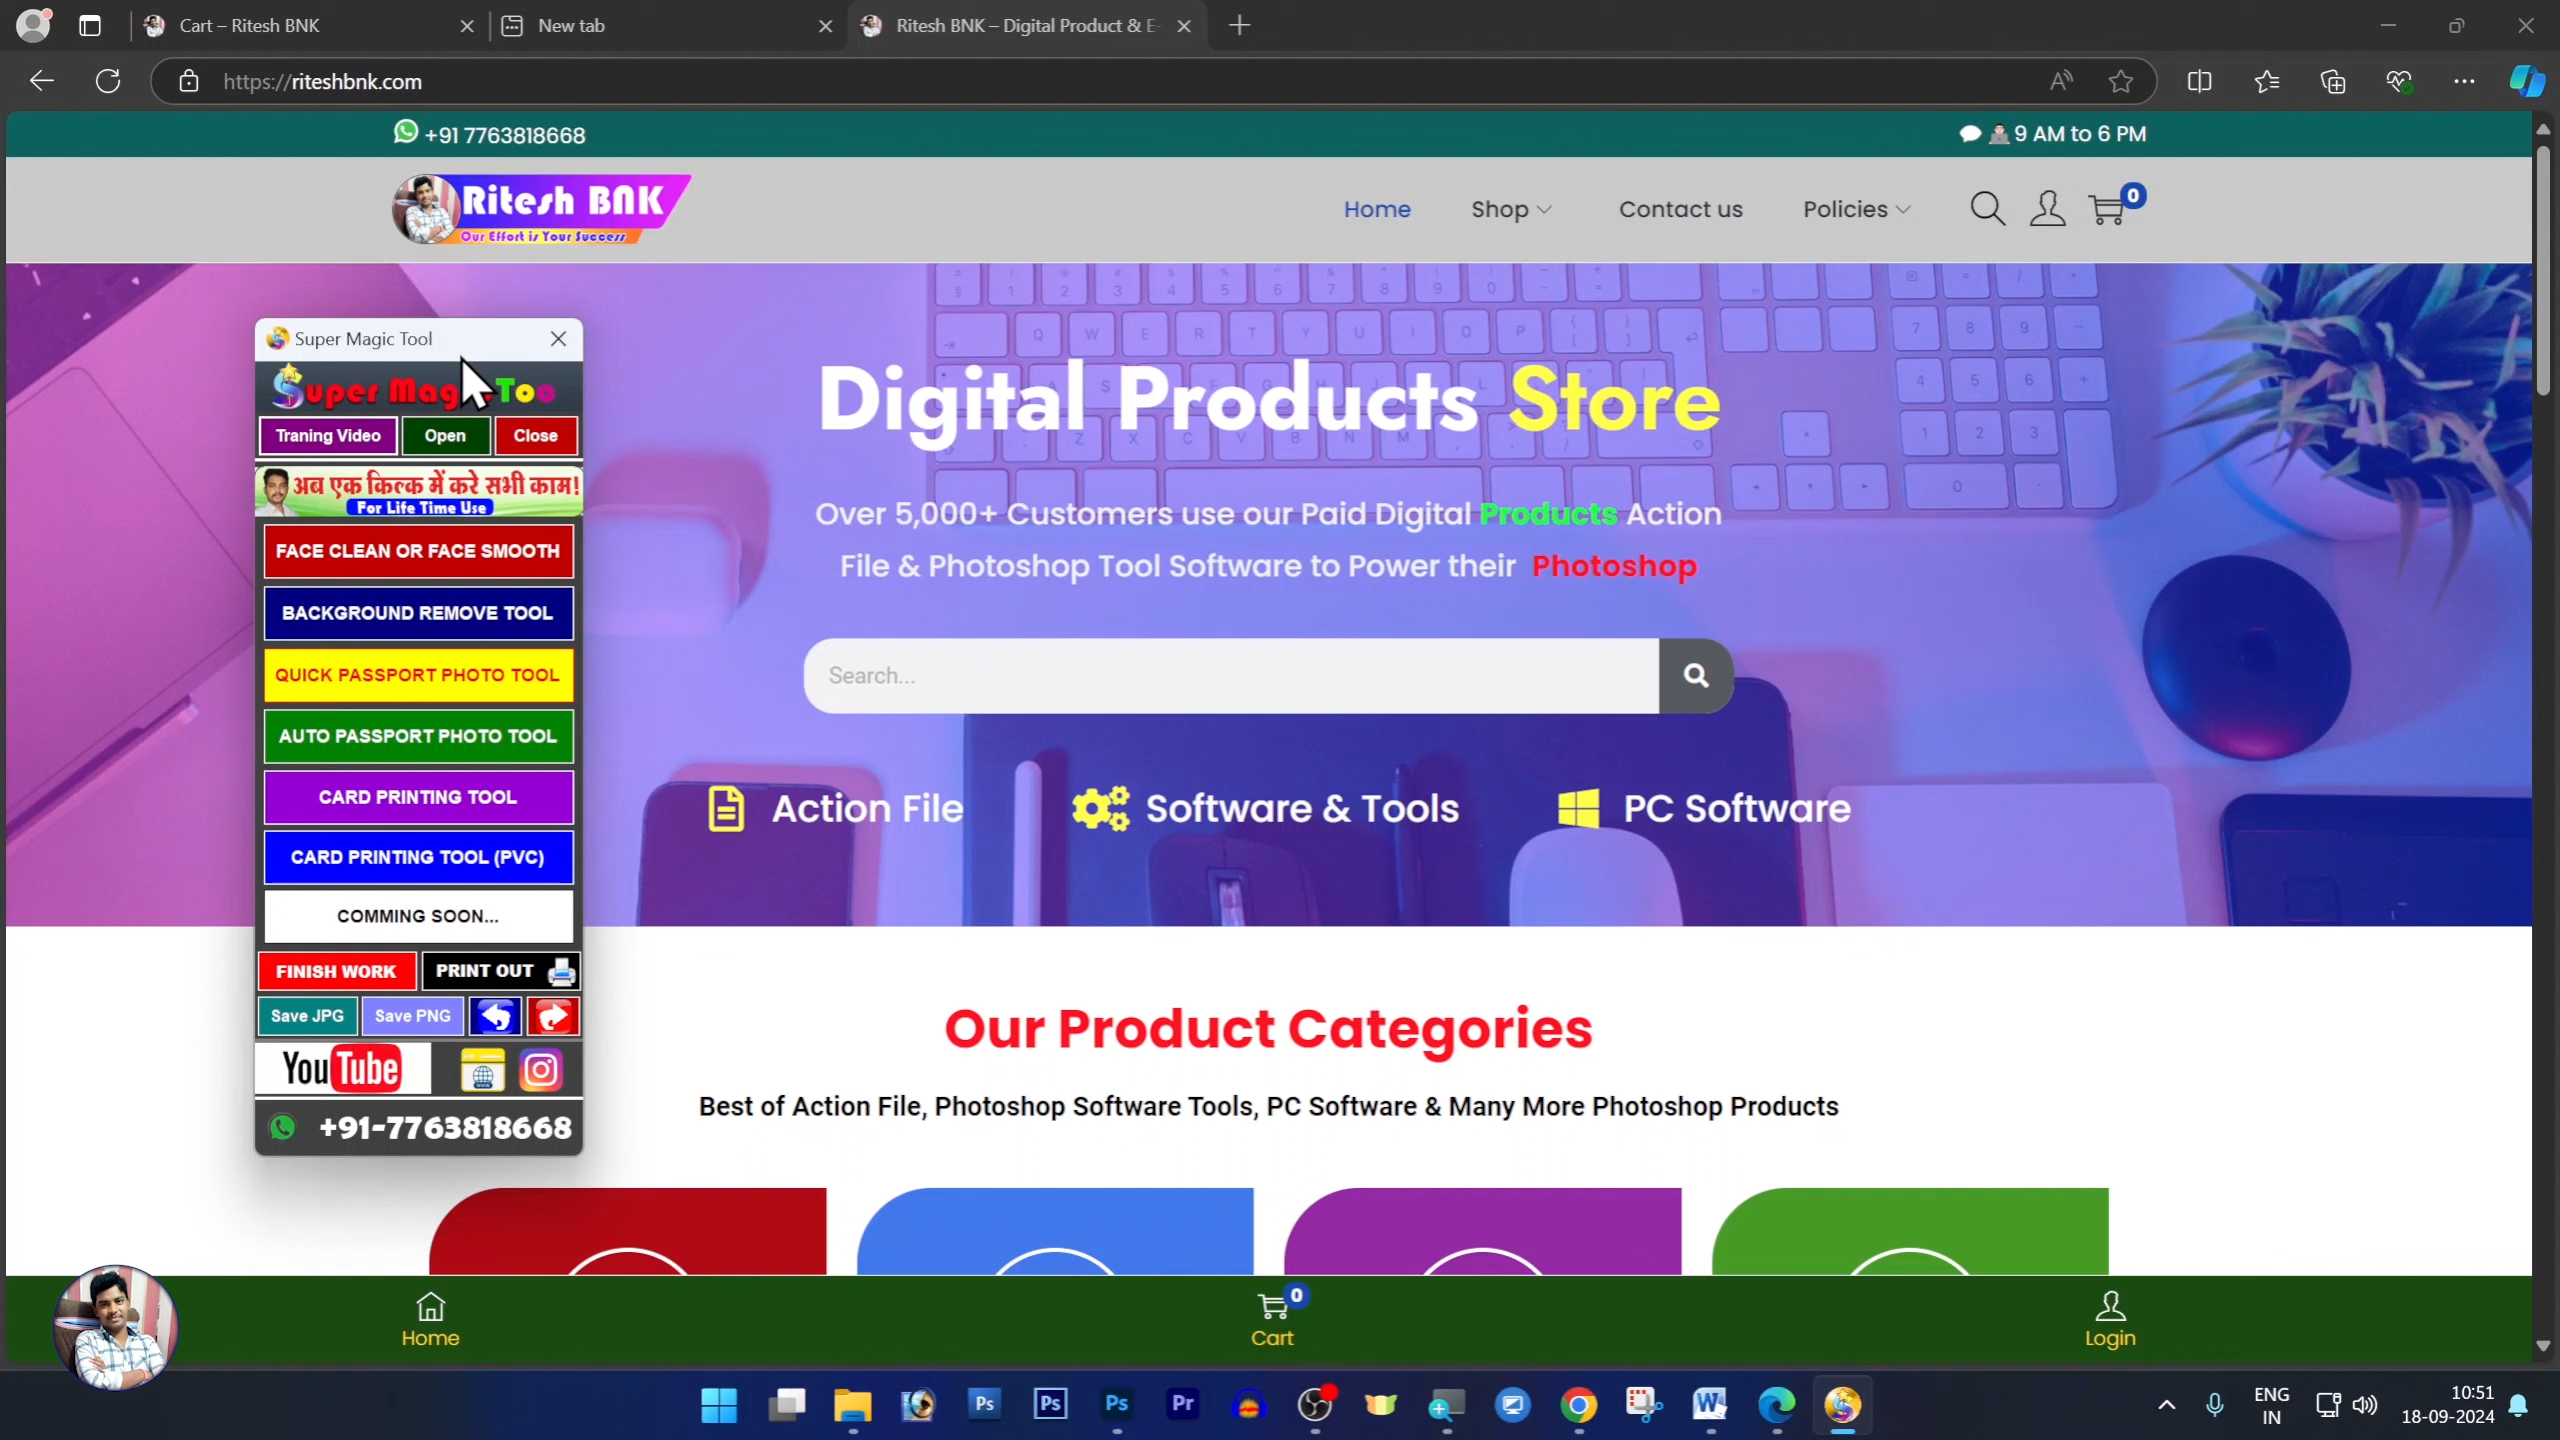 Cart – Ritesh BNK
New tab
Ritesh BNK – Digital Product & E-
https://riteshbnk.com
+91 7763818668
9 AM to 6 PM
Ritesh BNK
Our Effort is Your Success
Home
Shop
Contact us
Policies
0
Super Magic Tool
Super Mag Too
Traning Video
Open
Close
अब एक किल्क में करे सभी काम!
For Life Time Use
FACE CLEAN OR FACE SMOOTH
BACKGROUND REMOVE TOOL
QUICK PASSPORT PHOTO TOOL
AUTO PASSPORT PHOTO TOOL
CARD PRINTING TOOL
CARD PRINTING TOOL (PVC)
COMMING SOON...
FINISH WORK
PRINT OUT
Save JPG
Save PNG
YouTube
+91-7763818668
Digital Products Store
Over 5,000+ Customers use our Paid Digital Products Action
File & Photoshop Tool Software to Power their Photoshop
Search...
Action File
Software & Tools
PC Software
Our Product Categories
Best of Action File, Photoshop Software Tools, PC Software & Many More Photoshop Products
Home
0
Cart
Login
Ps
Ps
Ps
Pr
W
ENG
IN
10:51
18-09-2024